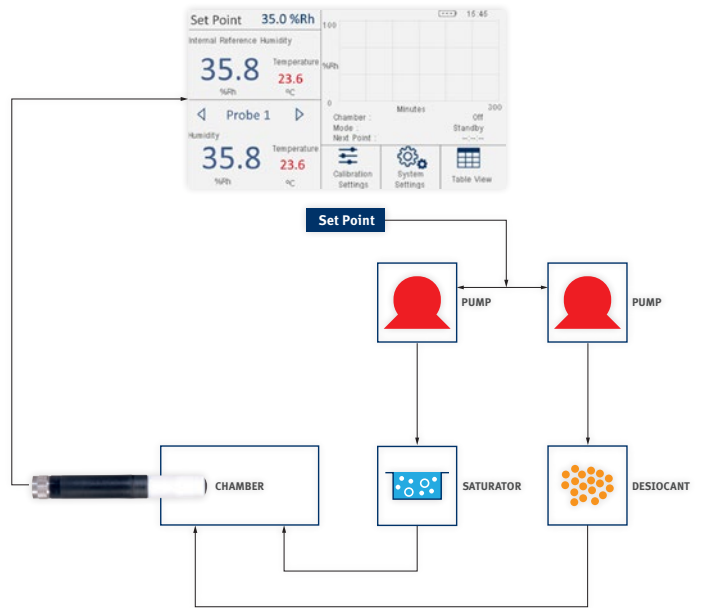 Set Point 35.0 %Rh
15:45
Internal Reference Humidity
35.8
%Rh
Temperature
23.6
ºC
Probe 1
Humidity
35.8
%Rh
Temperature
23.6
ºC
100
%Rh
0
Minutes
200
Chamber : Off
Mode : Standby
Next Point : --:--:--
Calibration
Settings
System
Settings
Table View
Set Point
PUMP
PUMP
CHAMBER
SATURATOR
DESIOCANT